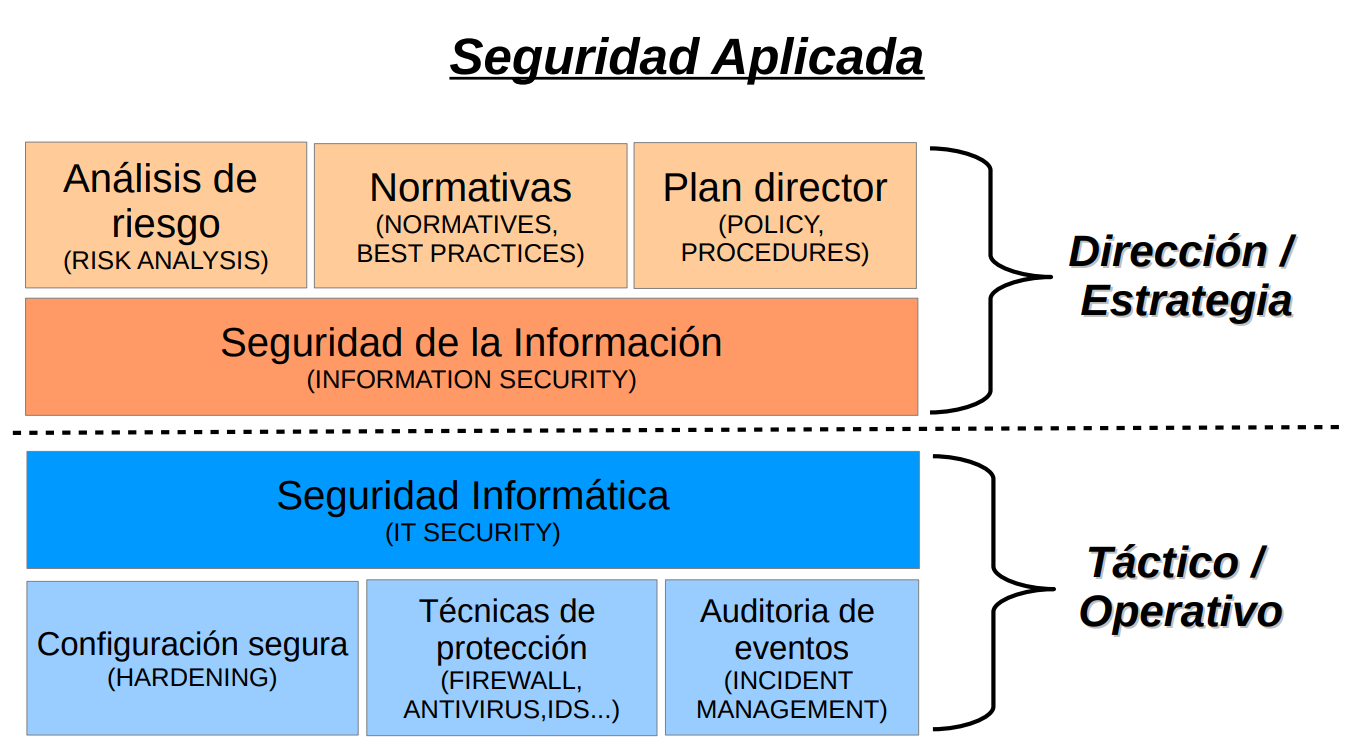 Seguridad Aplicada
Análisis de
riesgo
(RISK ANALYSIS)
Normativas
(NORMATIVES,
BEST PRACTICES)
Plan director
(POLICY,
PROCEDURES)
Seguridad de la Información
(INFORMATION SECURITY)
Dirección /
Estrategia
Seguridad Informática
(IT SECURITY)
Configuración segura
(HARDENING)
Técnicas de
protección
(FIREWALL,
ANTIVIRUS,IDS...)
Auditoria de
eventos
(INCIDENT
MANAGEMENT)
Táctico /
Operativo